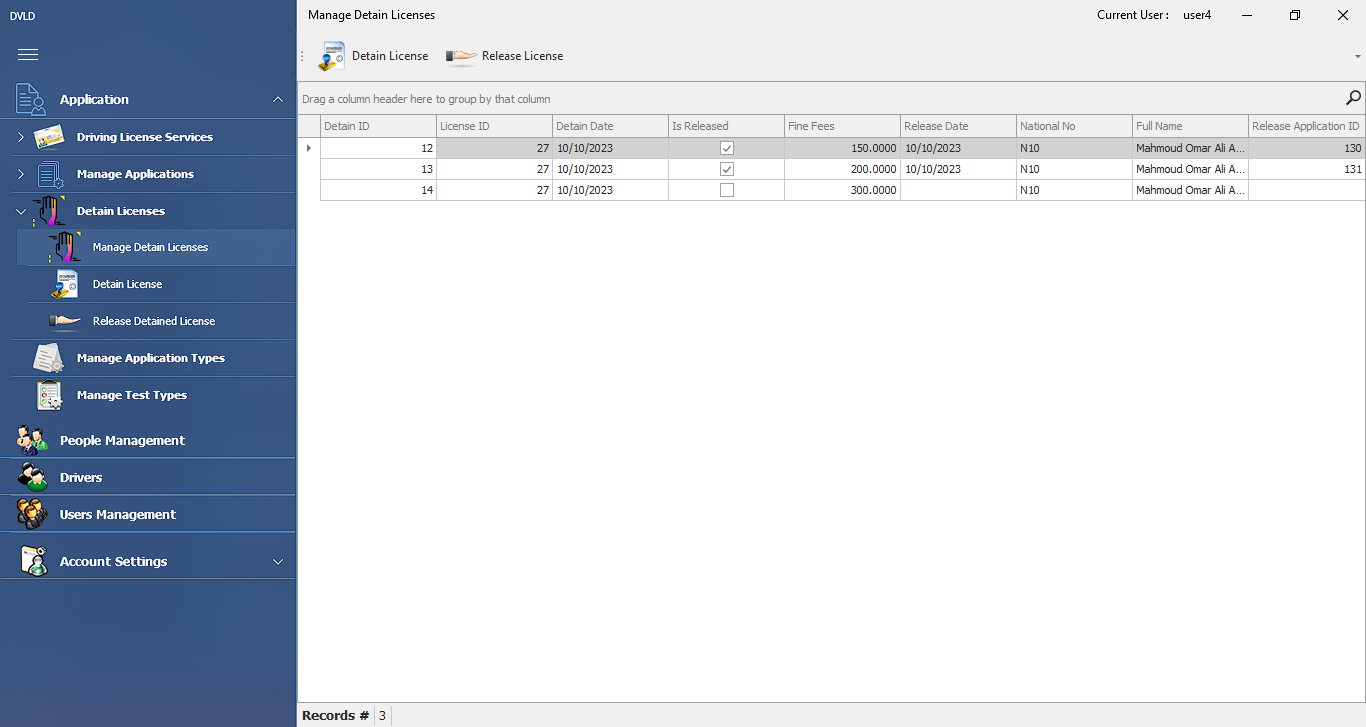 DVLD
Manage Detain Licenses
Current User : user4
Detain License
Release License
Application
Driving License Services
Manage Applications
Detain Licenses
Manage Detain Licenses
Detain License
Release Detained License
Manage Application Types
Manage Test Types
People Management
Drivers
Users Management
Account Settings
Drag a column header here to group by that column
Detain ID License ID Detain Date Is Released Fine Fees Release Date National No Full Name Release Application ID
12 27 10/10/2023 150.0000 10/10/2023 N10 Mahmoud Omar Ali A... 130
13 27 10/10/2023 200.0000 10/10/2023 N10 Mahmoud Omar Ali A... 131
14 27 10/10/2023 300.0000 N10 Mahmoud Omar Ali A...
Records # 3